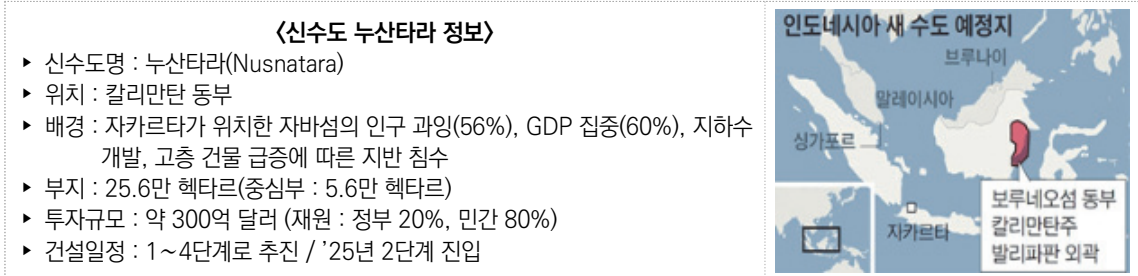 〈신수도 누산타라 정보〉
▸ 신수도명 : 누산타라(Nusnatara)
▸ 위치 : 칼리만탄 동부
▸ 배경 : 자카르타가 위치한 자바섬의 인구 과잉(56%), GDP 집중(60%), 지하수
개발, 고층 건물 급증에 따른 지반 침수
▸ 부지 : 25.6만 헥타르(중심부 : 5.6만 헥타르)
▸ 투자규모 : 약 300억 달러 (재원 : 정부 20%, 민간 80%)
▸ 건설일정 : 1~4단계로 추진 / ’25년 2단계 진입
인도네시아 새 수도 예정지
브루나이
말레이시아
싱가포르
자카르타
보루네오섬 동부
칼리만탄주
발리파판 외곽